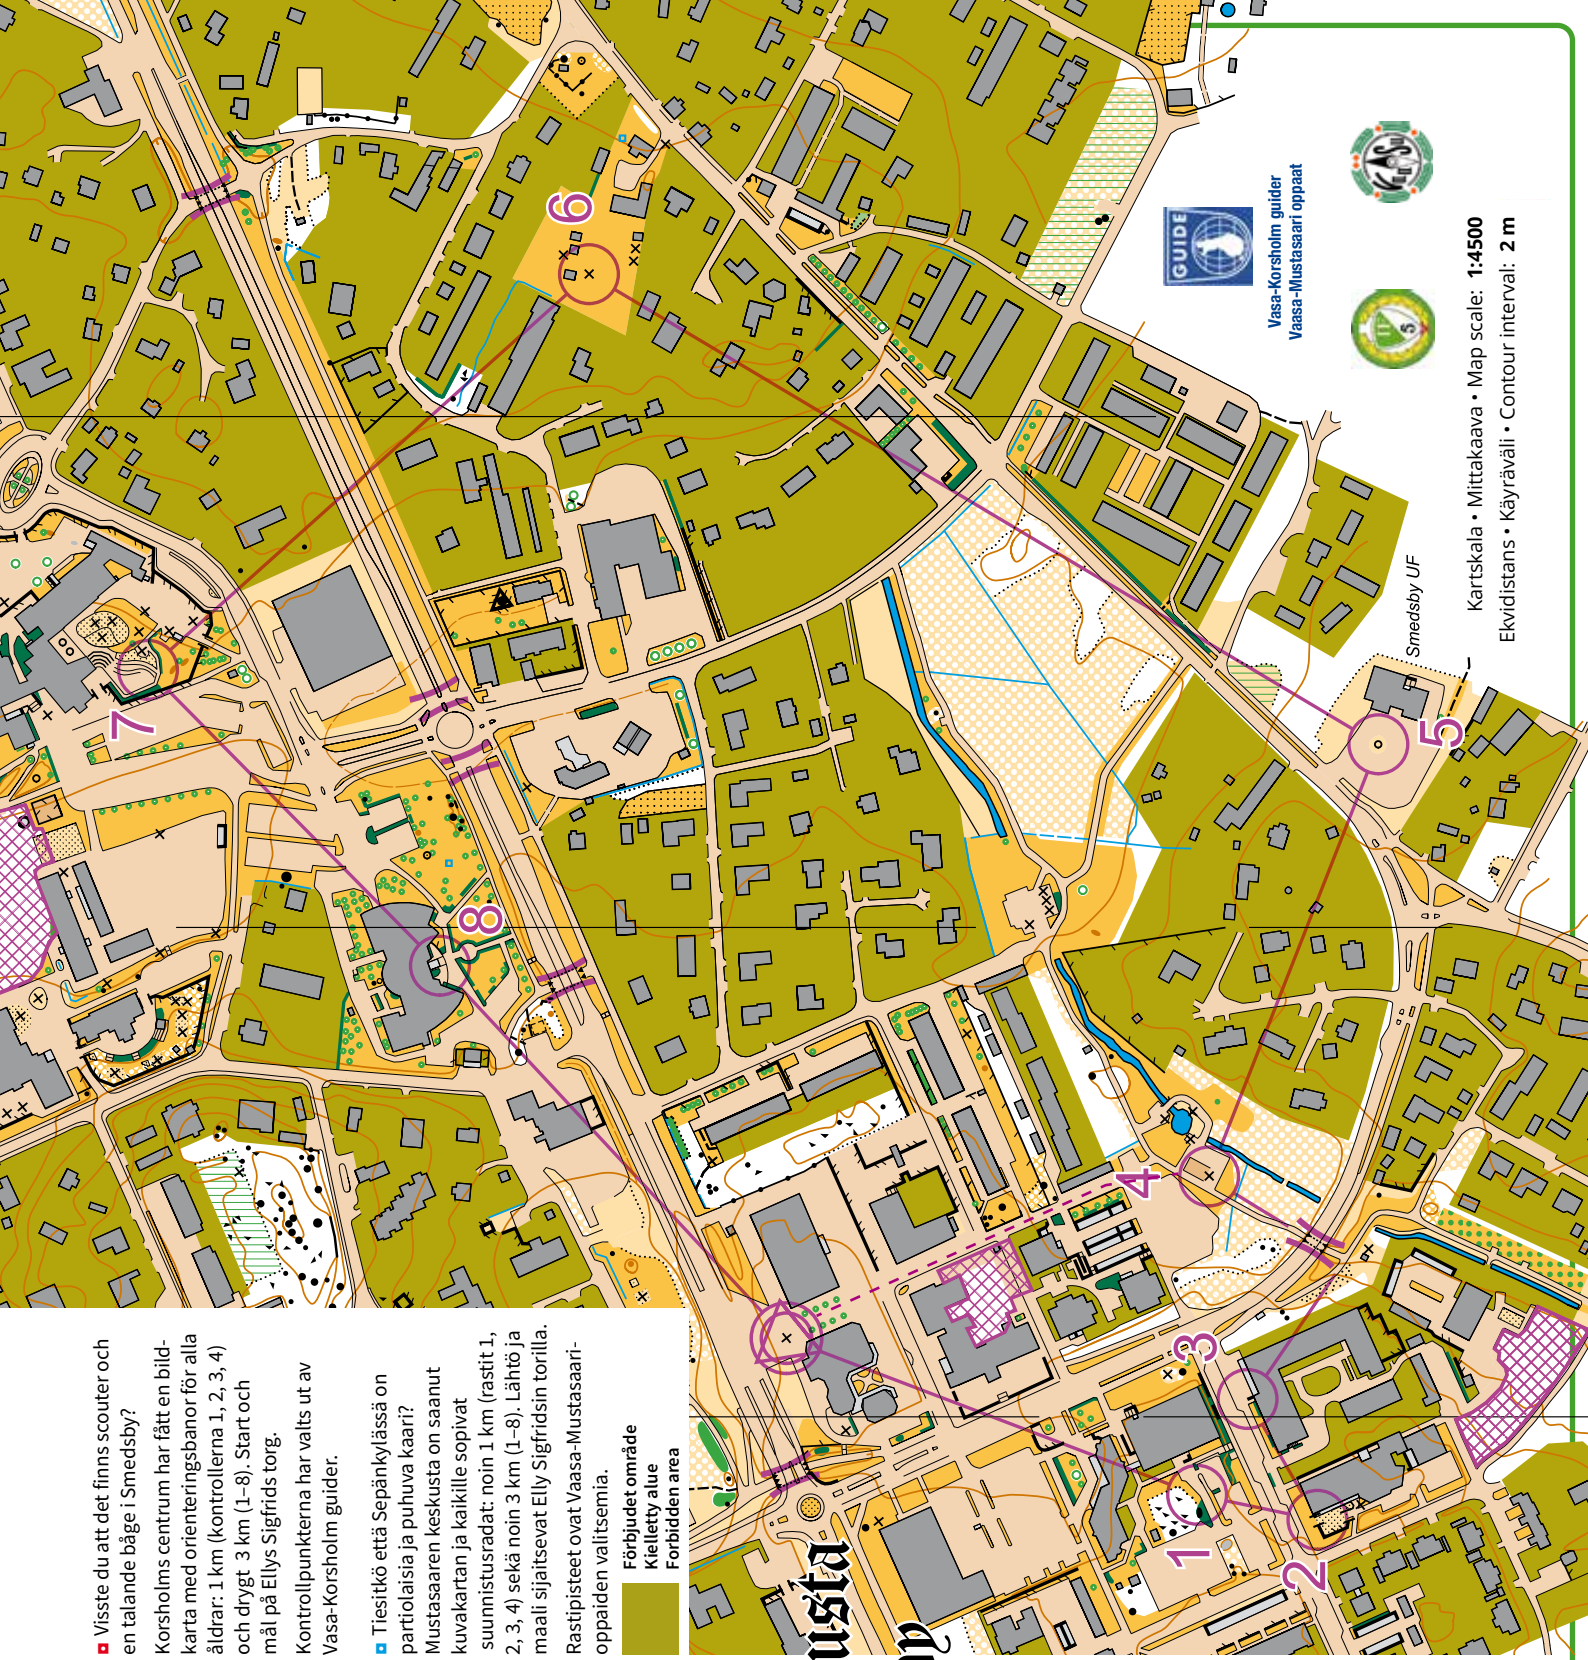 Visste du att det finns scouter och
en talande båge i Smedsby?
Korsholms centrum har fått en bild-
karta med orienteringsbanor för alla
åldrar: 1 km (kontrollerna 1, 2, 3, 4)
och drygt 3 km (1–8). Start och
mål på Ellys Sigfrids torg.
Kontrollpunkterna har valts ut av
Vasa-Korsholm guider.
Tiesitkö että Sepänkylässä on
partiolaisia ja puhuva kaari?
Mustasaaren keskusta on saanut
kuvakartan ja kaikille sopivat
suunnistusradat: noin 1 km (rastit 1,
2, 3, 4) sekä noin 3 km (1–8). Lähtö ja
maali sijaitsevat Elly Sigfridsin torilla.
Rastipisteet ovat Vaasa-Mustasaari-
oppaiden valitsemia.
Förbjudet område
Kielletty alue
Forbidden area
usta
by
1
2
3
4
5
6
7
8
Smedsby UF
GUIDE
Vasa-Korsholm guider
Vaasa-Mustasaari oppaat
Kartskala • Mittakaava • Map scale: 1:4500
Ekvidistans • Käyräväli • Contour interval: 2 m